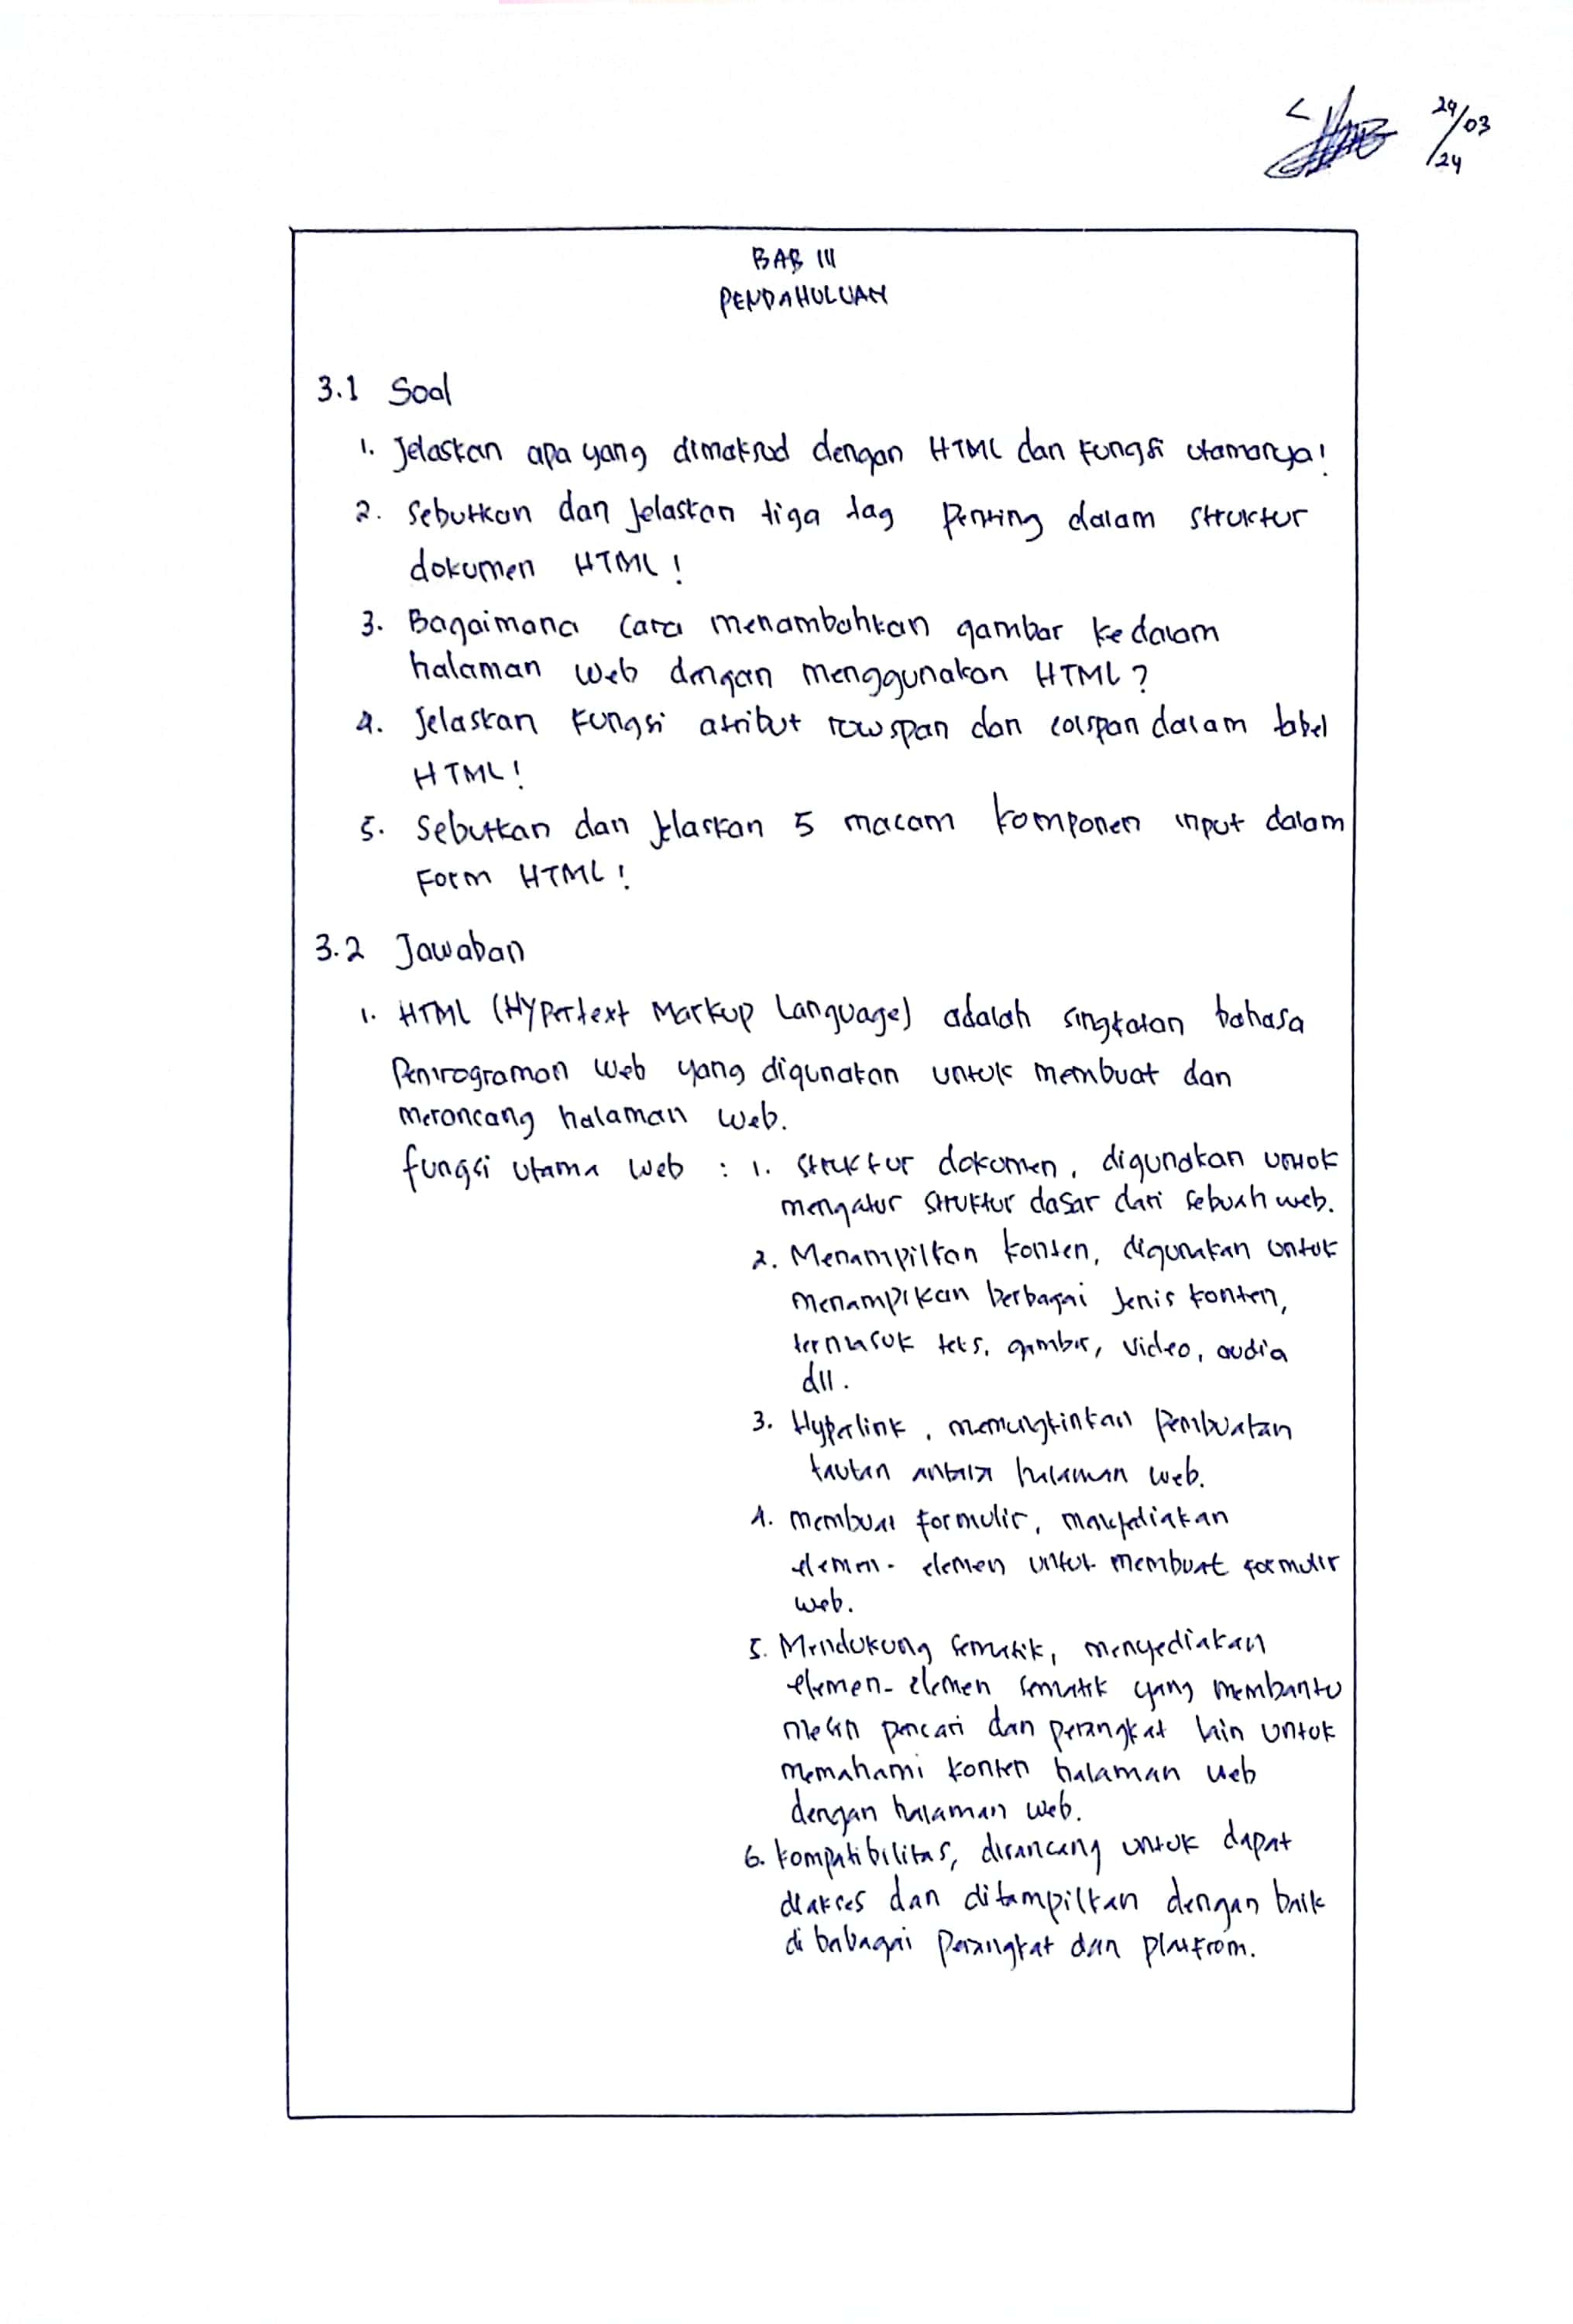 29/03
/24
BAB III
PENDAHULUAN
3.1 Soal
1. Jelaskan apa yang dimaksud dengan HTML dan fungsi utamanya!
2. Sebutkan dan jelaskan tiga tag penting dalam struktur
dokumen HTML!
3. Bagaimana cara menambahkan gambar kedalam
halaman web dengan menggunakan HTML?
4. Jelaskan fungsi atribut rowspan dan colspan dalam tabel
HTML!
5. Sebutkan dan jelaskan 5 macam komponen input dalam
Form HTML!
3.2 Jawaban
1. HTML (Hypertext Markup Language) adalah singkatan bahasa
Pemrograman web yang digunakan untuk membuat dan
merancang halaman web.
fungsi utama web : 1. Struktur dokumen, digunakan untuk
mengatur struktur dasar dari sebuah web.
2. Menampilkan konten, digunakan untuk
menampikan berbagai jenis konten,
termasuk teks, gambar, video, audia
dll.
3. Hyperlink, memungkinkan pembuatan
tautan antara halaman web.
4. membuat formulir,
elemen-elemen untuk membuat formulir
web.
5. Mendukung sematik, menyediakan
elemen-elemen sematik yang membantu
mesin pencari dan perangkat lain untuk
memahami konten halaman web
dengan halaman web.
6. kompatibilitas, dirancang untuk dapat
diakses dan ditampilkan dengan baik
di babagai perangkat dan platfrom.